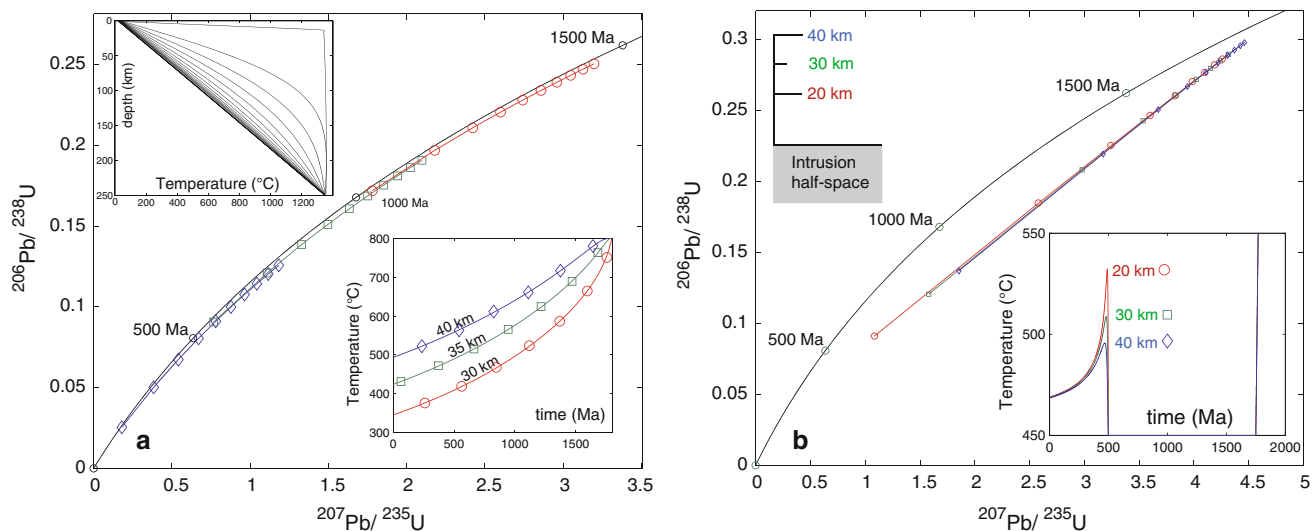 0
50
100
150
200
250
depth (km)
0 200 400 600 800 1000 1200
Temperature (°C)
0.25
0.2
0.15
0.1
0.05
0
206Pb/ 238U
1500 Ma
1000 Ma
500 Ma
800
700
600
500
400
300
Temperature (°C)
40 km
35 km
30 km
time (Ma)
0 500 1000 1500
a
0 0.5 1 1.5 2 2.5 3 3.5
207Pb/ 235U
0.3
0.25
0.2
0.15
0.1
0.05
0
206Pb/ 238U
40 km
30 km
20 km
Intrusion
half-space
1500 Ma
1000 Ma
500 Ma
550
500
450
Temperature (°C)
20 km
30 km
40 km
time (Ma)
0 500 1000 1500 2000
b
0 0.5 1 1.5 2 2.5 3 3.5 4 4.5 5
207Pb/ 235U